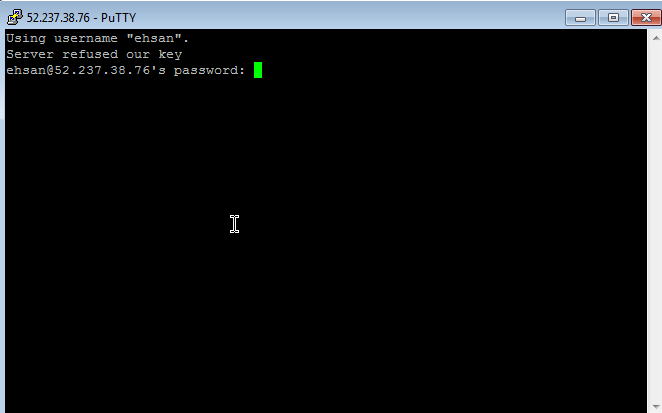 52.237.38.76 - PuTTY
Using username "ehsan".
Server refused our key
ehsan@52.237.38.76's password: